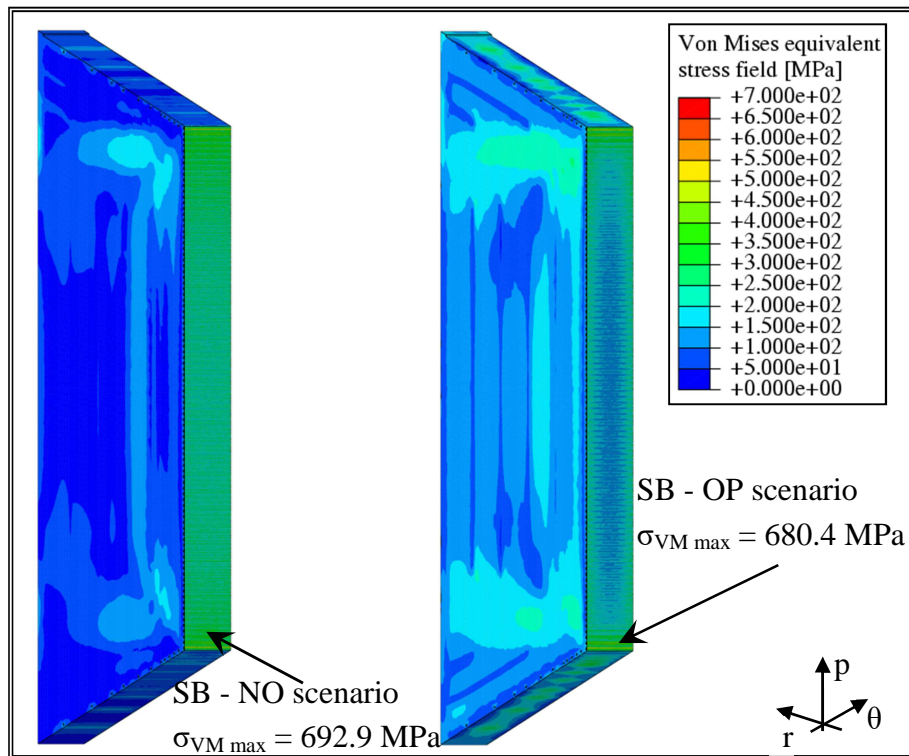 Von Mises equivalent
stress field [MPa]
+7.000e+02
+6.500e+02
+6.000e+02
+5.500e+02
+5.000e+02
+4.500e+02
+4.000e+02
+3.500e+02
+3.000e+02
+2.500e+02
+2.000e+02
+1.500e+02
+1.000e+02
+5.000e+01
+0.000e+00
SB - OP scenario
σVM max = 680.4 MPa
SB - NO scenario
σVM max = 692.9 MPa
p
θ
r